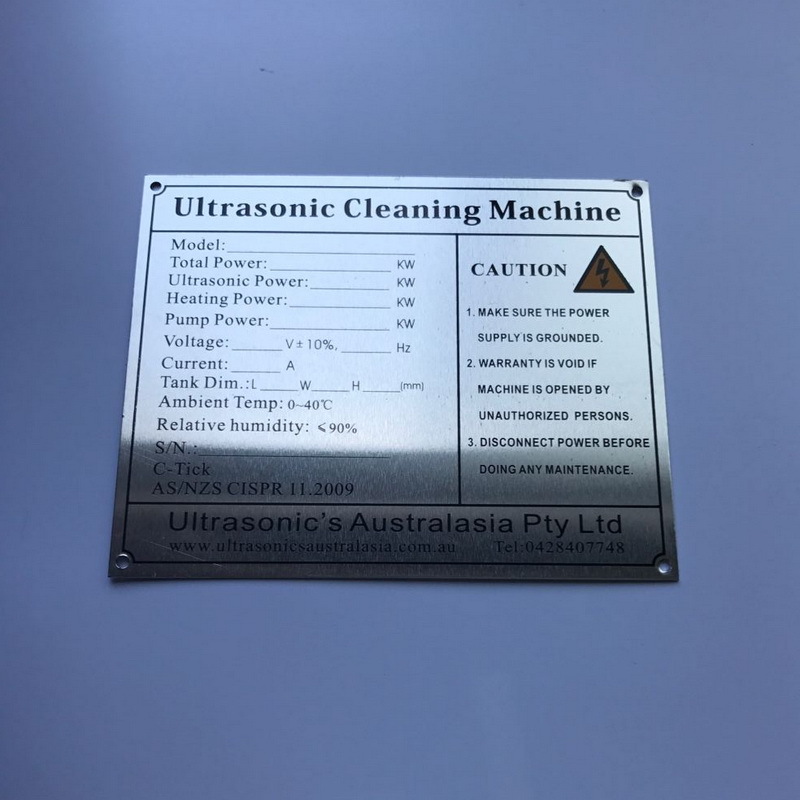 Ultrasonic Cleaning Machine
Model:
Total Power: KW
Ultrasonic Power: KW
Heating Power: KW
Pump Power: KW
Voltage: V±10%, Hz
Current: A
Tank Dim.:L W H (mm)
Ambient Temp: 0~40℃
Relative humidity: ≤90%
S/N.:
C-Tick
AS/NZS CISPR 11.2009
CAUTION
1. MAKE SURE THE POWER
SUPPLY IS GROUNDED.
2. WARRANTY IS VOID IF
MACHINE IS OPENED BY
UNAUTHORIZED PERSONS.
3. DISCONNECT POWER BEFORE
DOING ANY MAINTENANCE.
Ultrasonic's Australasia Pty Ltd
www.ultrasonicsaustralasia.com.au Tel:0428407748